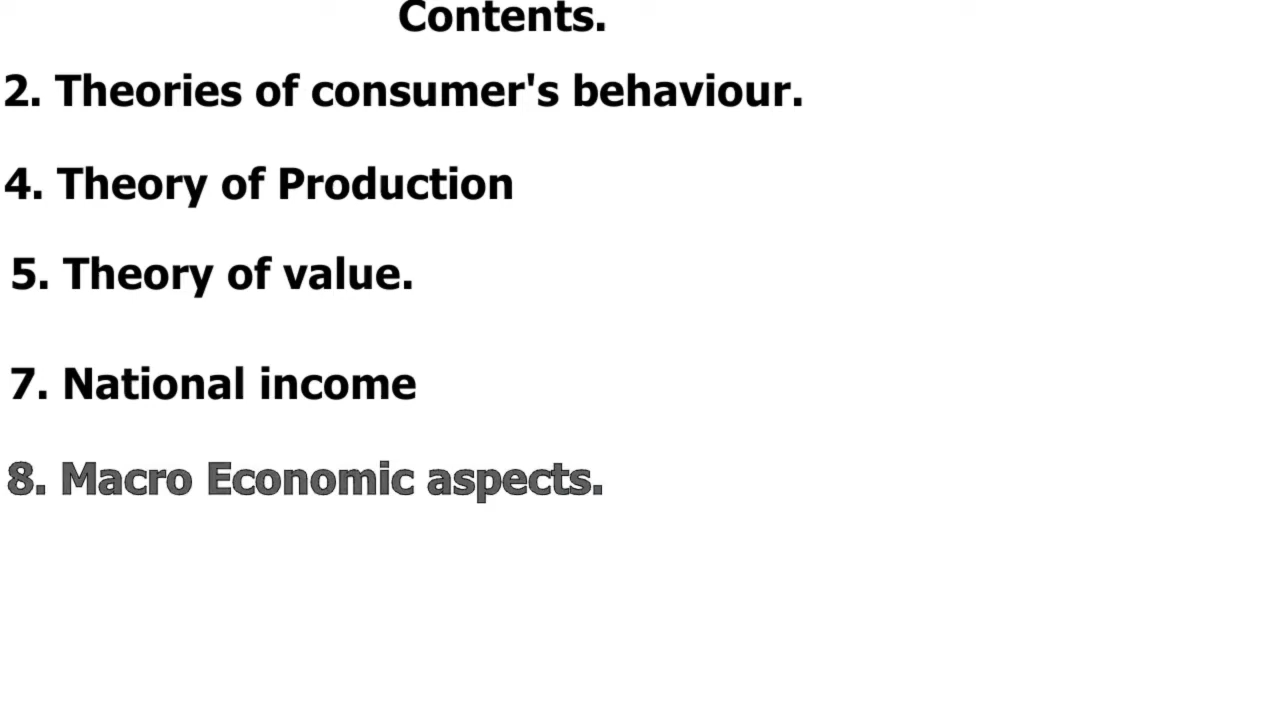 Contents.
2. Theories of consumer's behaviour.
4. Theory of Production
5. Theory of value.
7. National income
8. Macro Economic aspects.